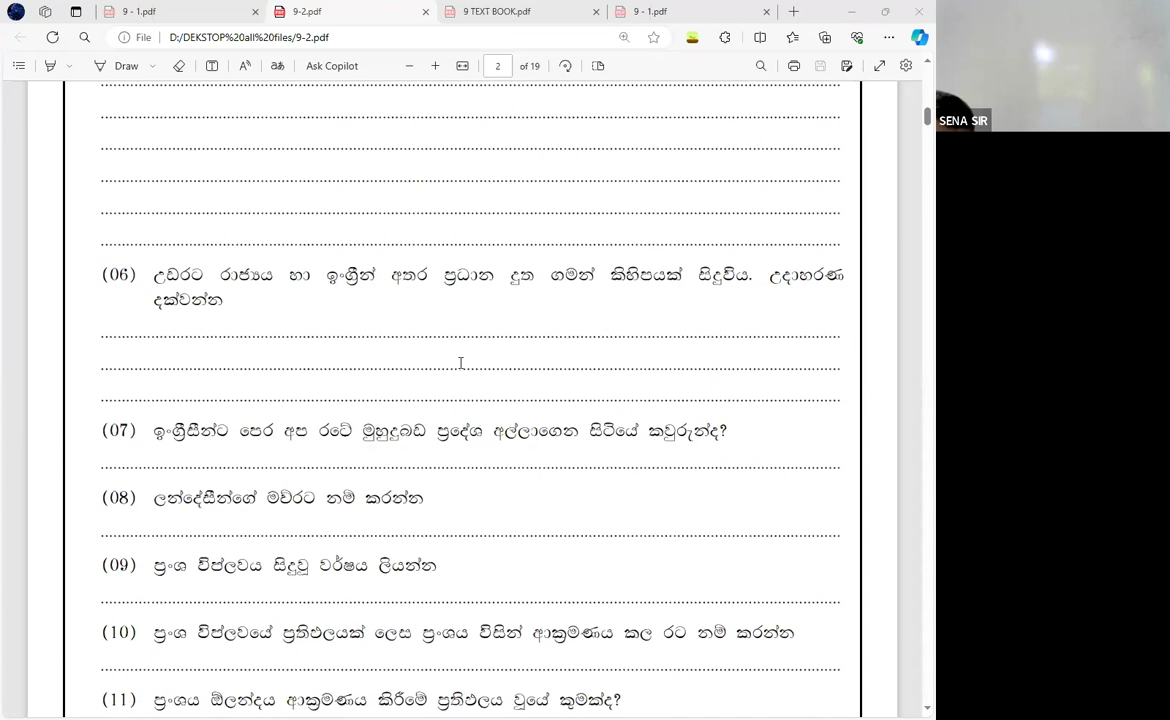 9 - 1.pdf
9-2.pdf
9 TEXT BOOK.pdf
9 - 1.pdf
File
D:/DEKSTOP%20all%20files/9-2.pdf
Draw
aあ
Ask Copilot
2
of 19
SENA SIR
(06) උඩරට රාජ්‍යය හා ඉංග්‍රීන් අතර ප්‍රධාන දූත ගමන් කිහිපයක් සිදුවිය. උදාහරණ
දක්වන්න
(07) ඉංග්‍රීසීන්ට පෙර අප රටේ මුහුදුබඩ ප්‍රදේශ අල්ලාගෙන සිටියේ කවුරුන්ද?
(08) ලන්දේසීන්ගේ මව්රට නම් කරන්න
(09) ප්‍රංශ විප්ලවය සිදුවූ වර්ෂය ලියන්න
(10) ප්‍රංශ විප්ලවයේ ප්‍රතිඵලයක් ලෙස ප්‍රංශය විසින් ආක්‍රමණය කල රට නම් කරන්න
(11) ප්‍රංශය ඕලන්දය ආක්‍රමණය කිරීමේ ප්‍රතිඵලය වූයේ කුමක්ද?